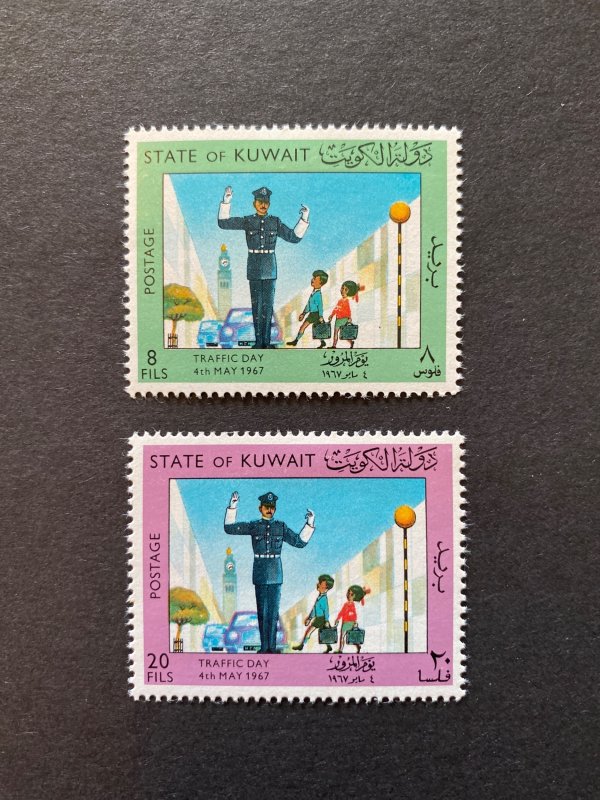 STATE OF KUWAIT دولة الكويت
POSTAGE
بريد
8 FILS
TRAFFIC DAY
4th MAY 1967
يوم المرور
٤ مايو ١٩٦٧
٨ فلوس
STATE OF KUWAIT دولة الكويت
POSTAGE
بريد
20 FILS
TRAFFIC DAY
4th MAY 1967
يوم المرور
٤ مايو ١٩٦٧
٢٠ فلسا